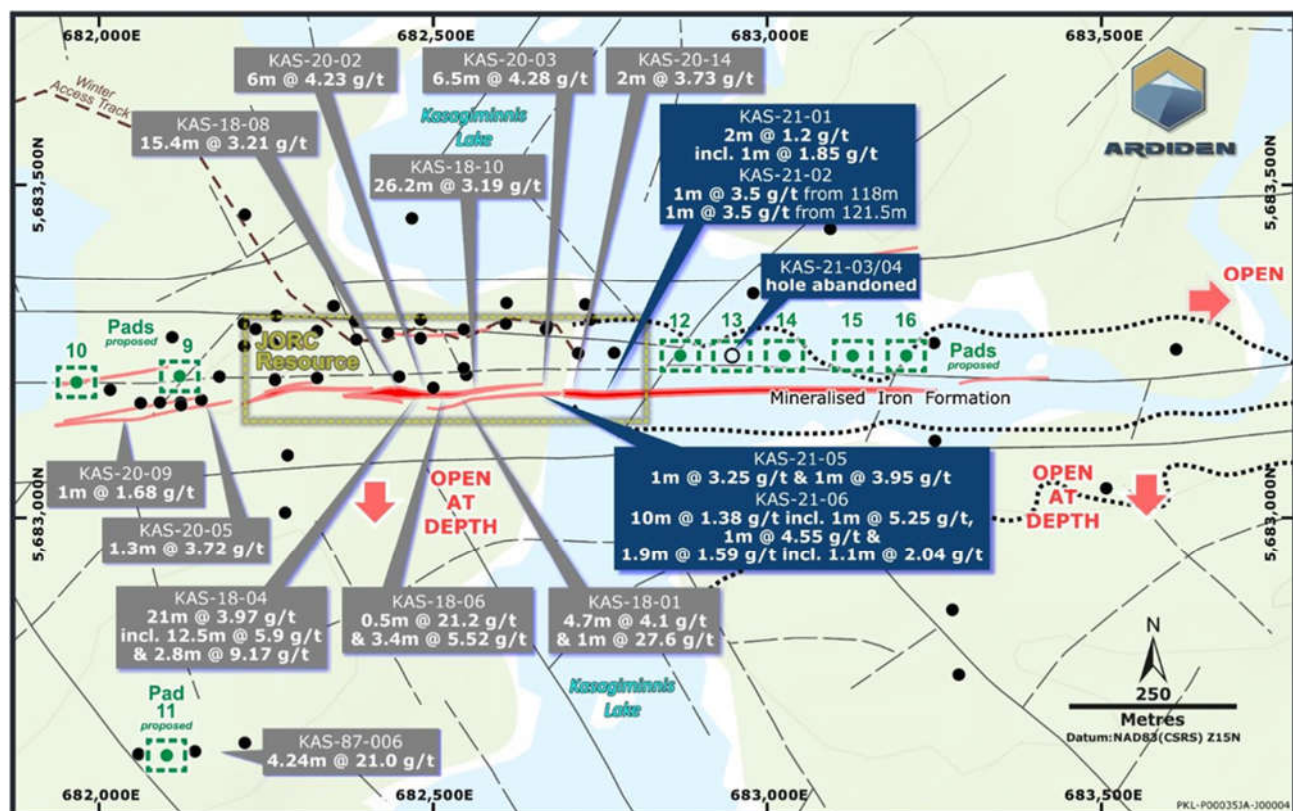 682,000E
682,500E
683,000E
683,500E
KAS-20-02
6m @ 4.23 g/t
KAS-20-03
6.5m @ 4.28 g/t
KAS-20-14
2m @ 3.73 g/t
ARDIDEN
Winter
Access Track
Kasagiminnis
Lake
KAS-18-08
15.4m @ 3.21 g/t
KAS-18-10
26.2m @ 3.19 g/t
KAS-21-01
2m @ 1.2 g/t
incl. 1m @ 1.85 g/t
KAS-21-02
1m @ 3.5 g/t from 118m
1m @ 3.5 g/t from 121.5m
5,683,500N
5,683,500N
KAS-21-03/04
hole abandoned
OPEN
Pads
proposed
10
9
JORC
Resource
12
13
14
15
16
Pads
proposed
Mineralised Iron Formation
KAS-20-09
1m @ 1.68 g/t
KAS-20-05
1.3m @ 3.72 g/t
OPEN
AT
DEPTH
KAS-21-05
1m @ 3.25 g/t & 1m @ 3.95 g/t
KAS-21-06
10m @ 1.38 g/t incl. 1m @ 5.25 g/t,
1m @ 4.55 g/t &
1.9m @ 1.59 g/t incl. 1.1m @ 2.04 g/t
OPEN
AT
DEPTH
5,683,000N
5,683,000N
KAS-18-04
21m @ 3.97 g/t
incl. 12.5m @ 5.9 g/t
& 2.8m @ 9.17 g/t
KAS-18-06
0.5m @ 21.2 g/t
& 3.4m @ 5.52 g/t
KAS-18-01
4.7m @ 4.1 g/t
& 1m @ 27.6 g/t
Pad
11
proposed
KAS-87-006
4.24m @ 21.0 g/t
Kasagiminnis
Lake
N
250
Metres
Datum:NAD83(CSRS) Z15N
682,000E
682,500E
683,000E
683,500E
PKL-P00035JA-J00004